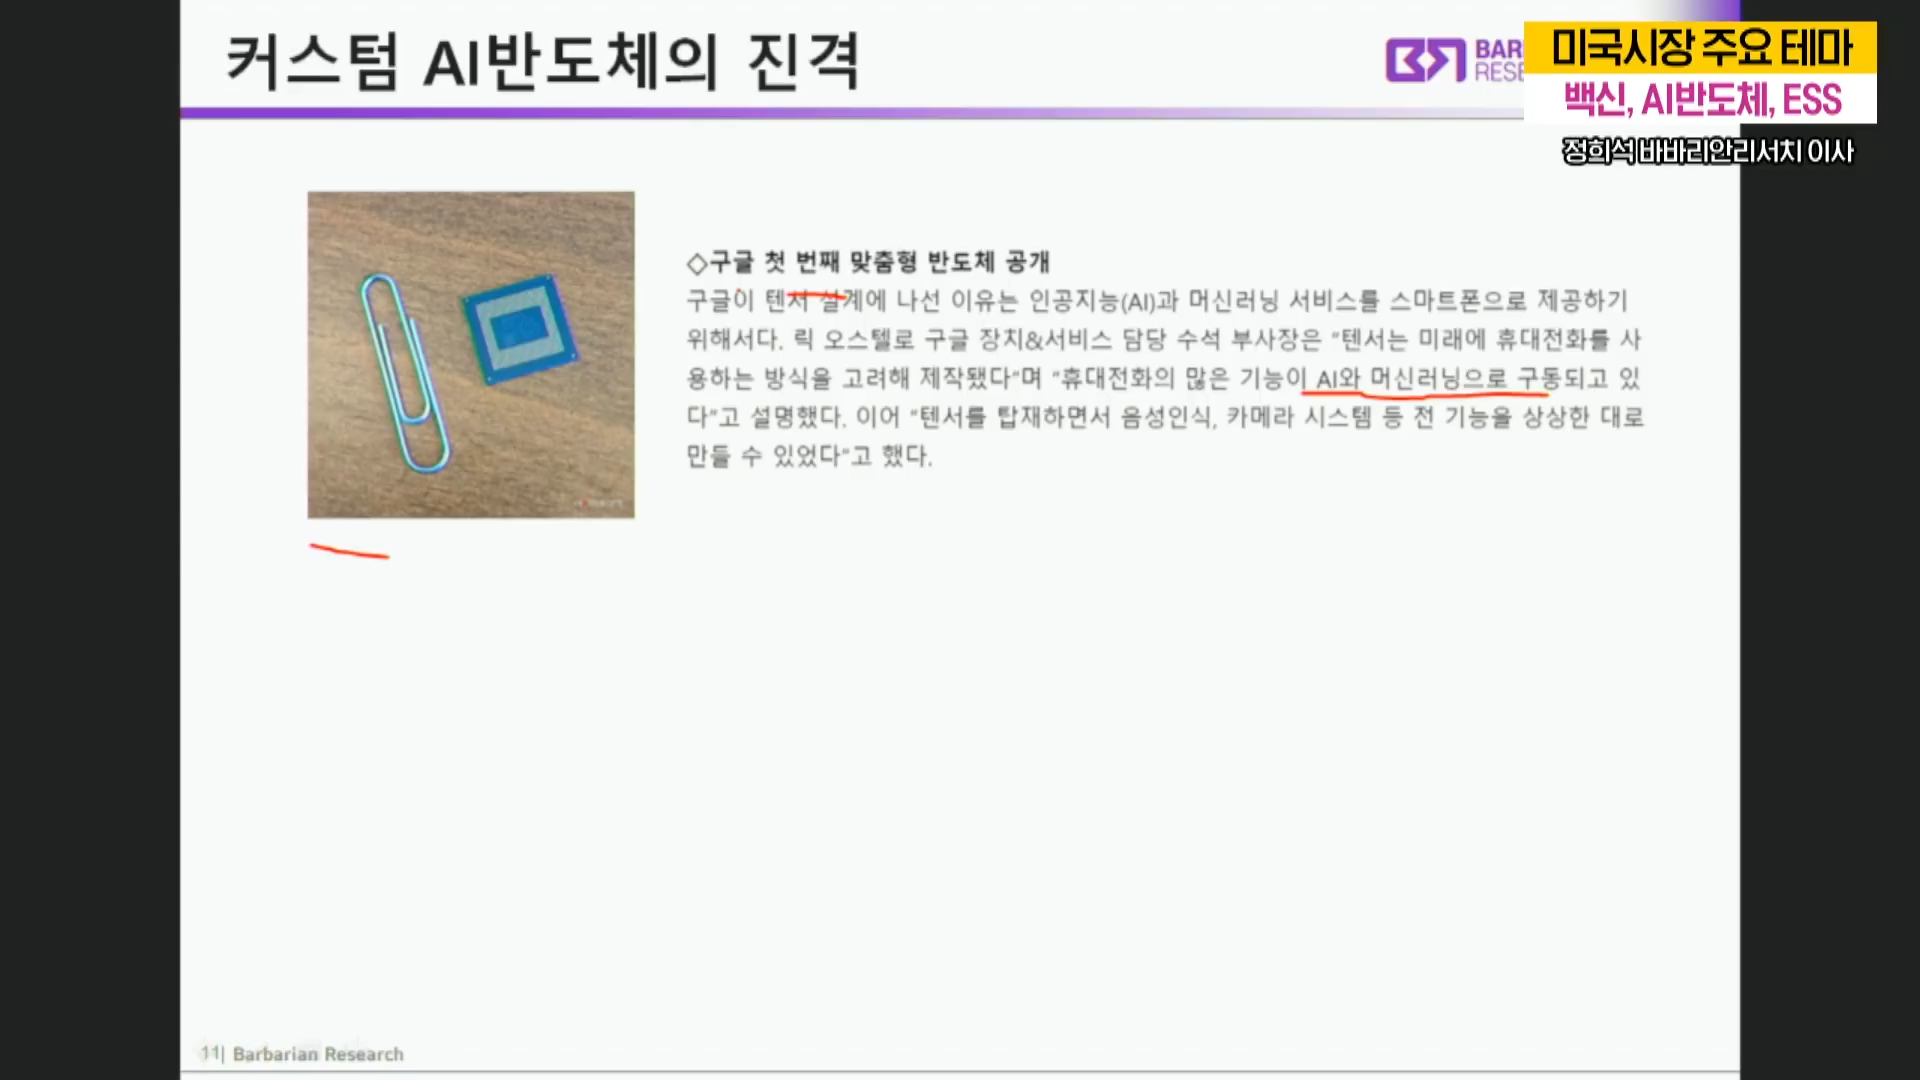 커스텀 AI반도체의 진격
미국시장 주요 테마
백신, AI반도체, ESS
정희석 바바리안리서치 이사
◇구글 첫 번째 맞춤형 반도체 공개
구글이 텐서 설계에 나선 이유는 인공지능(AI)과 머신러닝 서비스를 스마트폰으로 제공하기
위해서다. 릭 오스텔로 구글 장치&서비스 담당 수석 부사장은 “텐서는 미래에 휴대전화를 사
용하는 방식을 고려해 제작됐다”며 “휴대전화의 많은 기능이 AI와 머신러닝으로 구동되고 있
다”고 설명했다. 이어 “텐서를 탑재하면서 음성인식, 카메라 시스템 등 전 기능을 상상한 대로
만들 수 있었다”고 했다.
11| Barbarian Research